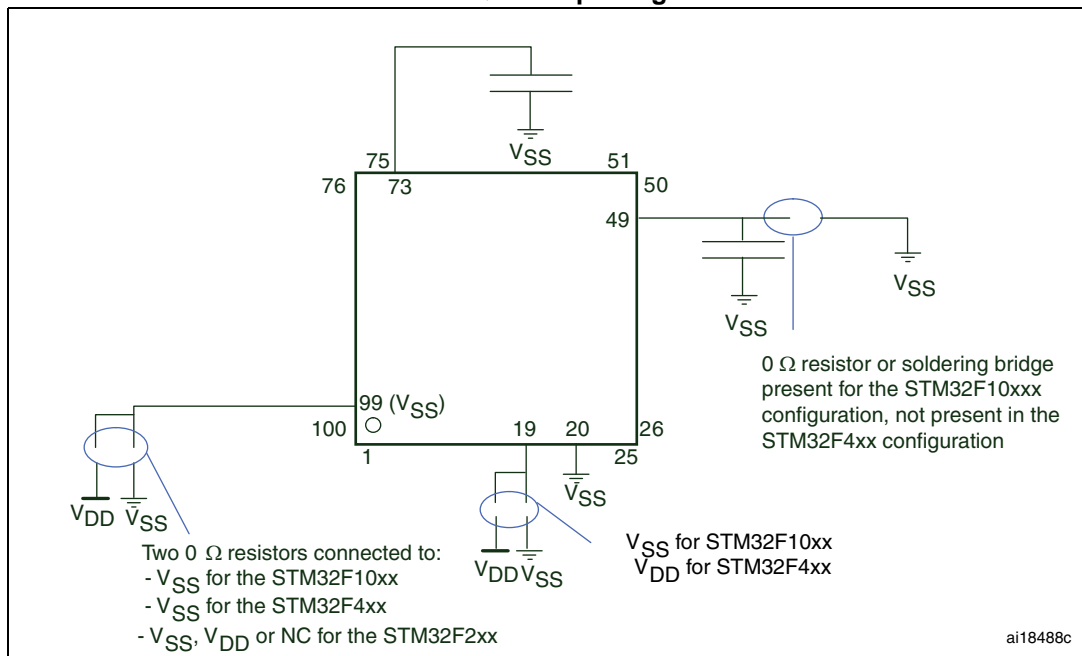 75
51
V_SS
76
73
50
49
V_SS
V_SS
0 Ω resistor or soldering bridge
present for the STM32F10xxx
configuration, not present in the
STM32F4xx configuration
99 (V_SS)
100
19
20
26
1
25
V_SS
V_DD
V_SS
Two 0 Ω resistors connected to:
- V_SS for the STM32F10xx
- V_SS for the STM32F4xx
- V_SS, V_DD or NC for the STM32F2xx
V_DD
V_SS
V_SS for STM32F10xx
V_DD for STM32F4xx
ai18488c